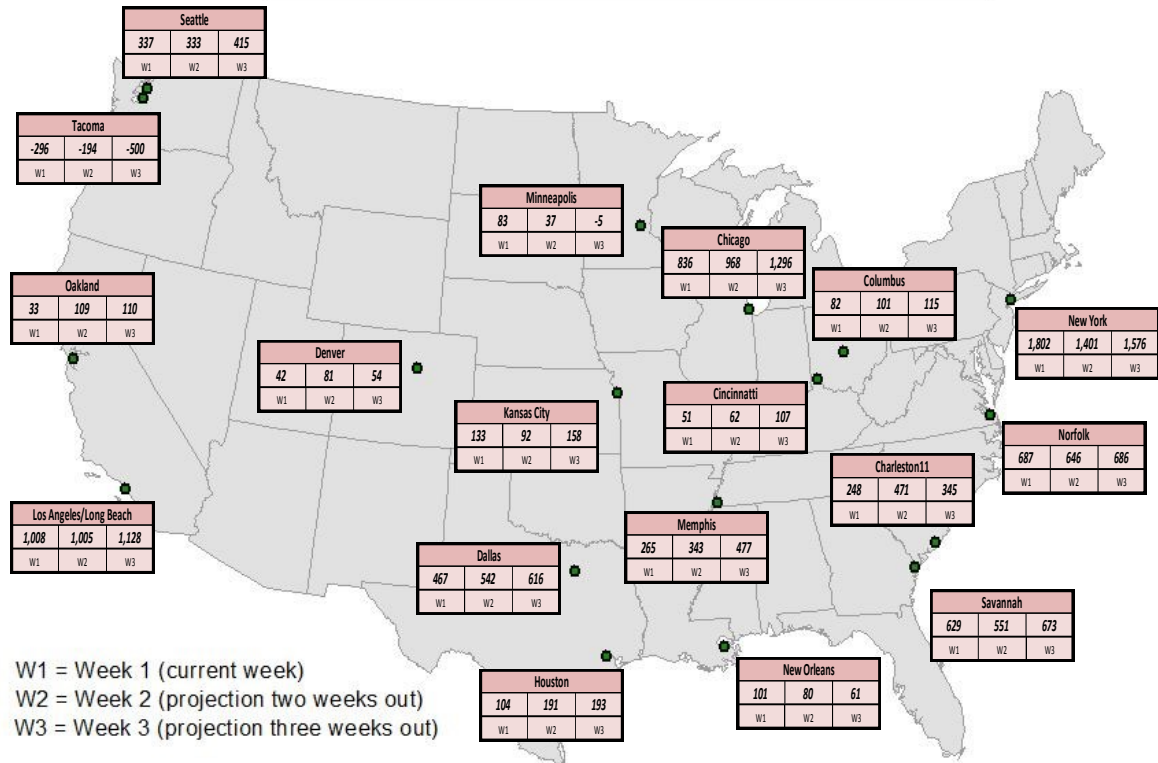 Seattle
337 333 415
W1 W2 W3
Tacoma
-296 -194 -500
W1 W2 W3
Minneapolis
83 37 -5
W1 W2 W3
Chicago
836 968 1,296
W1 W2 W3
Oakland
33 109 110
W1 W2 W3
Columbus
82 101 115
W1 W2 W3
New York
1,802 1,401 1,576
W1 W2 W3
Denver
42 81 54
W1 W2 W3
Cincinnatti
51 62 107
W1 W2 W3
Kansas City
133 92 158
W1 W2 W3
Norfolk
687 646 686
W1 W2 W3
Charleston11
248 471 345
W1 W2 W3
Los Angeles/Long Beach
1,008 1,005 1,128
W1 W2 W3
Memphis
265 343 477
W1 W2 W3
Dallas
467 542 616
W1 W2 W3
Savannah
629 551 673
W1 W2 W3
New Orleans
101 80 61
W1 W2 W3
Houston
104 191 193
W1 W2 W3
W1 = Week 1 (current week)
W2 = Week 2 (projection two weeks out)
W3 = Week 3 (projection three weeks out)